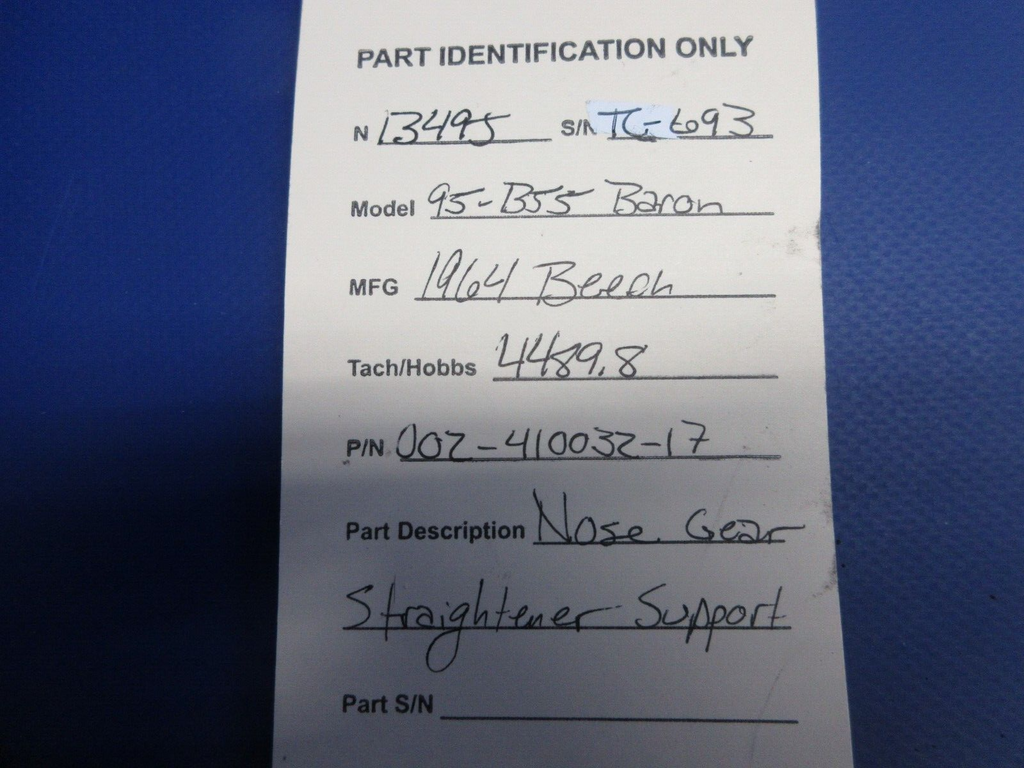 PART IDENTIFICATION ONLY
N 13495 S/N TC-693
Model 95-B55 Baron
MFG 1964 Beech
Tach/Hobbs 4489.8
P/N 002-410032-17
Part Description Nose Gear
Straightener Support
Part S/N